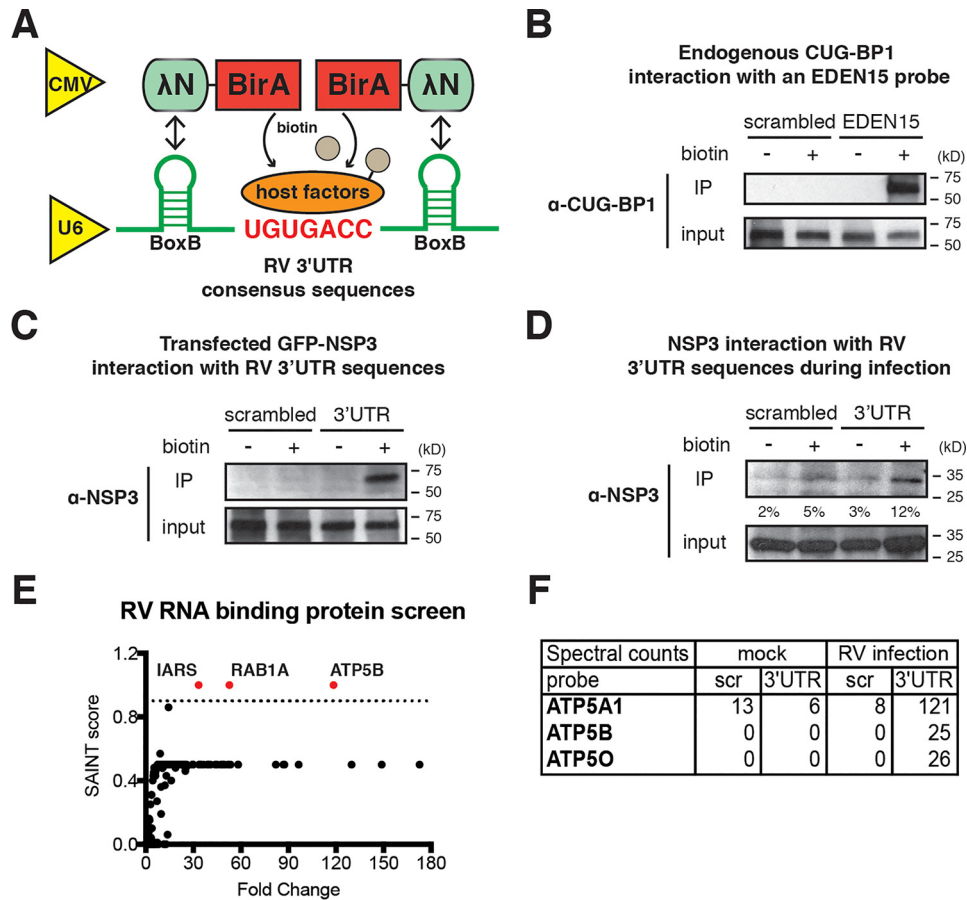 A
CMV
λN
BirA
BirA
λN
biotin
host factors
U6
BoxB
UGUGACC
BoxB
RV 3'UTR
consensus sequences
B
Endogenous CUG-BP1
interaction with an EDEN15 probe
scrambled EDEN15
biotin - + - + (kD)
α-CUG-BP1
IP
75
50
input
75
50
C
Transfected GFP-NSP3
interaction with RV 3’UTR sequences
scrambled 3’UTR
biotin - + - + (kD)
α-NSP3
IP
75
50
input
75
50
D
NSP3 interaction with RV
3’UTR sequences during infection
scrambled 3’UTR
biotin - + - + (kD)
α-NSP3
IP
35
25
2% 5% 3% 12%
input
35
25
E
RV RNA binding protein screen
SAINT score
1.2
0.8
0.4
0.0
IARS RAB1A ATP5B
0 30 60 90 120 150 180
Fold Change
F
Spectral counts mock RV infection
probe scr 3'UTR scr 3'UTR
ATP5A1 13 6 8 121
ATP5B 0 0 0 25
ATP5O 0 0 0 26